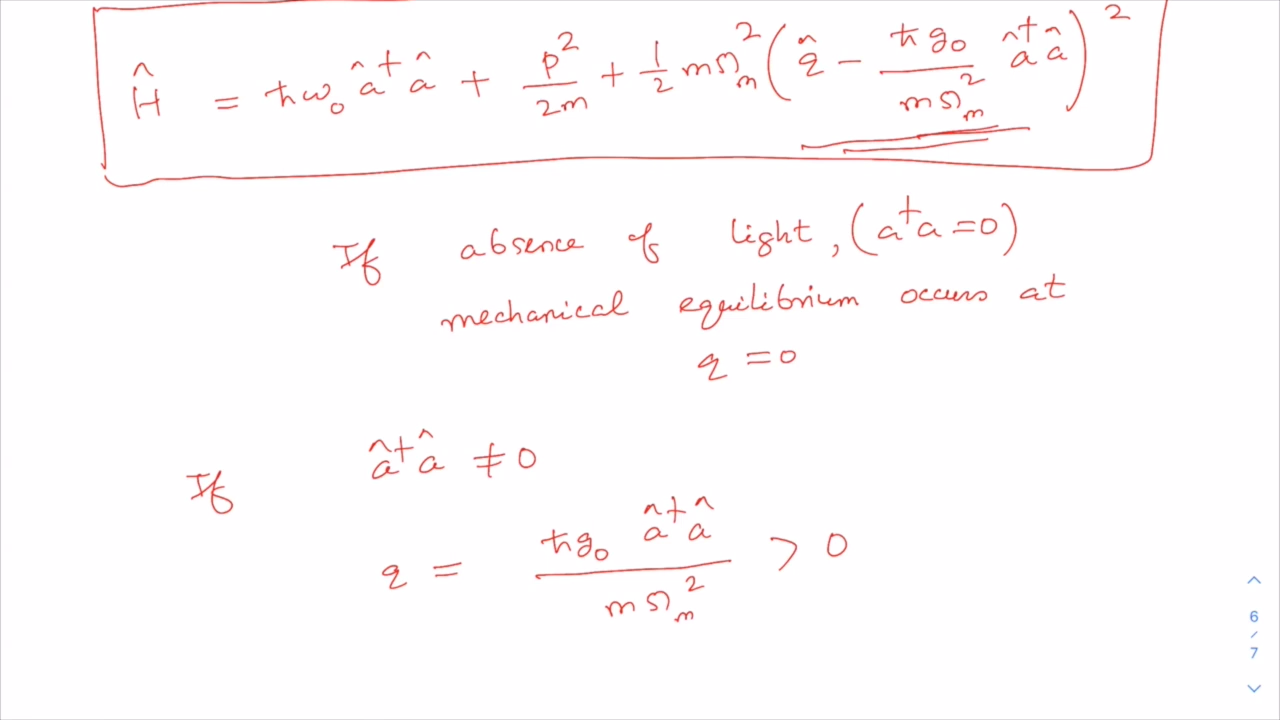 Ĥ = ħω₀ â†â + p²/2m + ½ mΩₘ² ( q̂ − ħg₀/mΩₘ² â†â )²
If absence of light, (a†a = 0)
mechanical equilibrium occurs at
q = 0
If â†â ≠ 0
q = ħg₀ â†â / mΩₘ² > 0
6
/
7